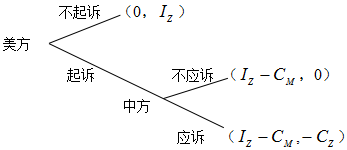 不起诉 (0, I_Z)
美方
起诉 不应诉 (I_Z－C_M, 0)
中方
应诉 (I_Z－C_M,－C_Z)